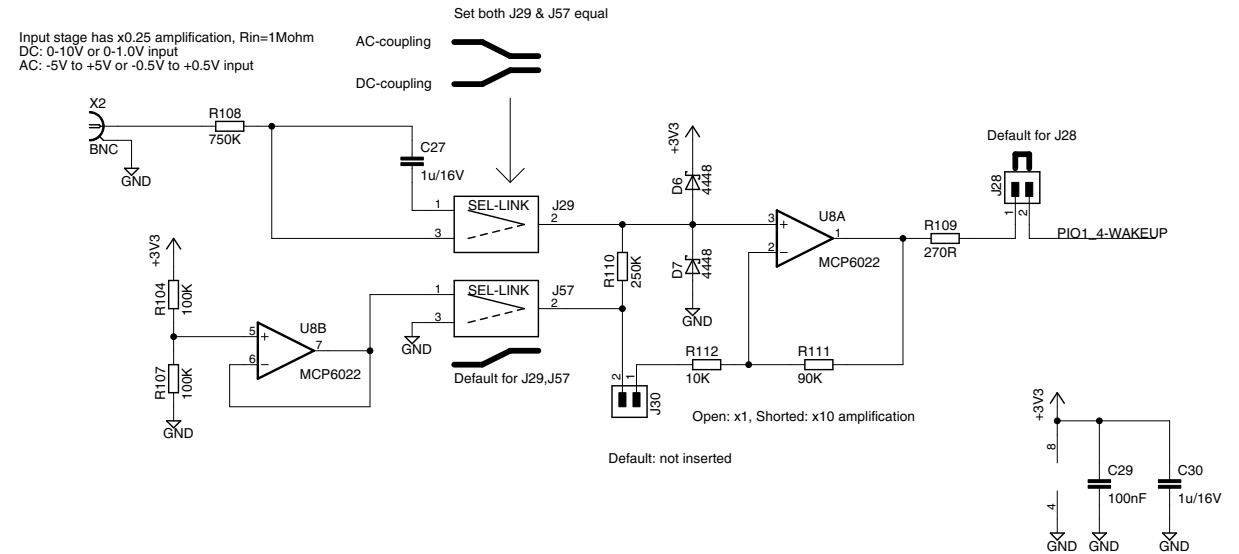 Set both J29 & J57 equal
Input stage has x0.25 amplification, Rin=1Mohm
DC: 0-10V or 0-1.0V input
AC: -5V to +5V or -0.5V to +0.5V input
AC-coupling
DC-coupling
X2
BNC
GND
R108
750K
C27
1u/16V
1
3
SEL-LINK
J29
2
+3V3
D6
4448
D7
4448
GND
R110
250K
3
2
U8A
1
MCP6022
R109
270R
Default for J28
J28
1
2
PIO1_4-WAKEUP
+3V3
R104
100K
R107
100K
GND
5
6
U8B
7
MCP6022
1
3
GND
SEL-LINK
J57
2
Default for J29,J57
2
1
J30
R112
10K
R111
90K
Open: x1, Shorted: x10 amplification
Default: not inserted
+3V3
8
4
GND
C29
100nF
GND
C30
1u/16V
GND